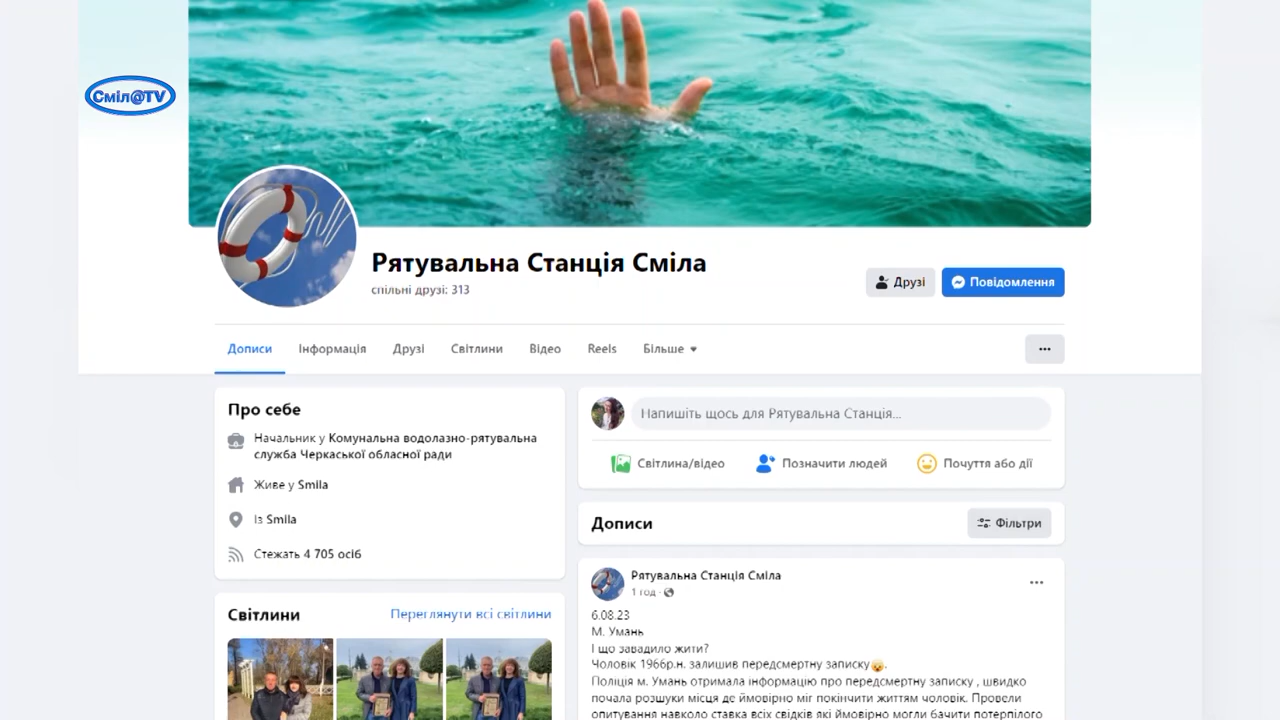 Сміл@TV
Рятувальна Станція Сміла
спільні друзі: 313
Друзі
Повідомлення
Дописи
Інформація
Друзі
Світлини
Відео
Reels
Більше
Про себе
Начальник у Комунальна водолазно-рятувальна
служба Черкаської обласної ради
Живе у Smila
Із Smila
Стежать 4 705 осіб
Світлини
Переглянути всі світлини
Напишіть щось для Рятувальна Станція...
Світлина/відео
Позначити людей
Почуття або дії
Дописи
Фільтри
Рятувальна Станція Сміла
1 год ·
6.08.23
М. Умань
І що завадило жити?
Чоловік 1966р.н. залишив передсмертну записку😪.
Поліція м. Умань отримала інформацію про передсмертну записку , швидко
почала розшуки місця де ймовірно міг покінчити життям чоловік. Провели
опитування навколо ставка всіх свідків які ймовірно могли бачити потерпілого